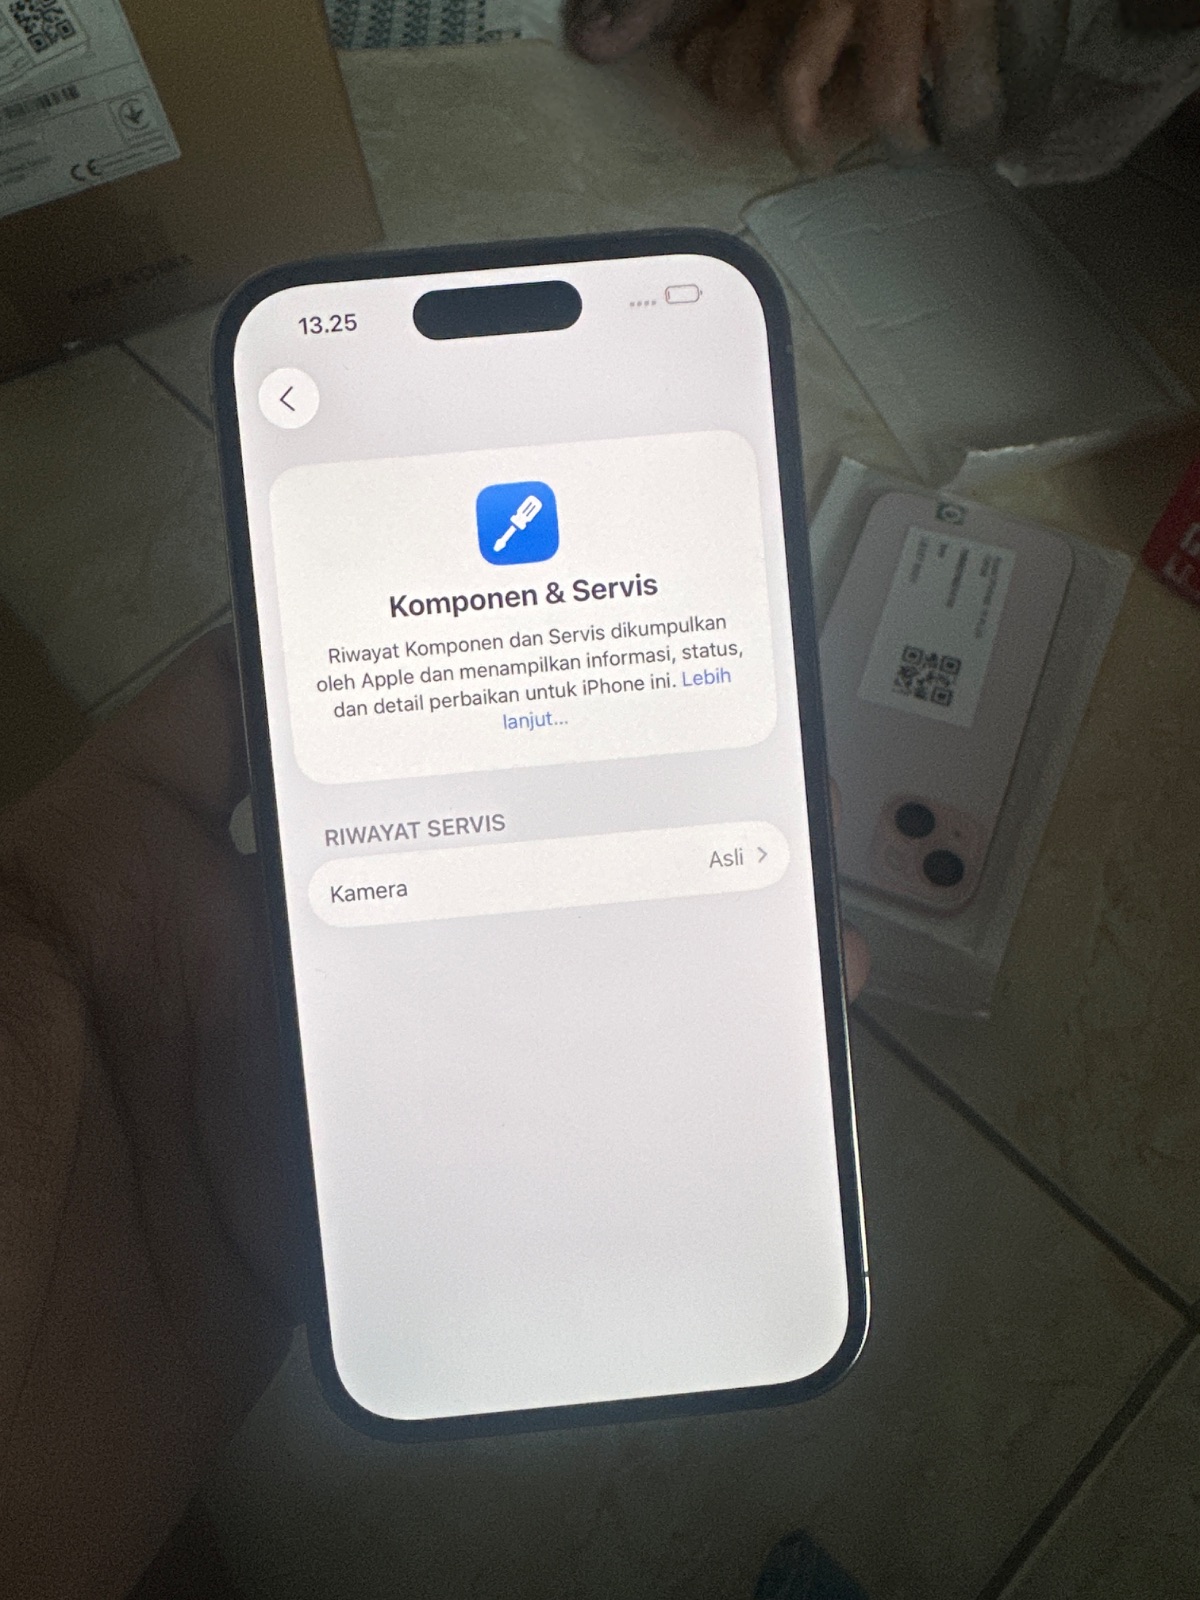 CE
13.25
Komponen & Servis
Riwayat Komponen dan Servis dikumpulkan
oleh Apple dan menampilkan informasi, status,
dan detail perbaikan untuk iPhone ini. Lebih
lanjut...
RIWAYAT SERVIS
Kamera
Asli